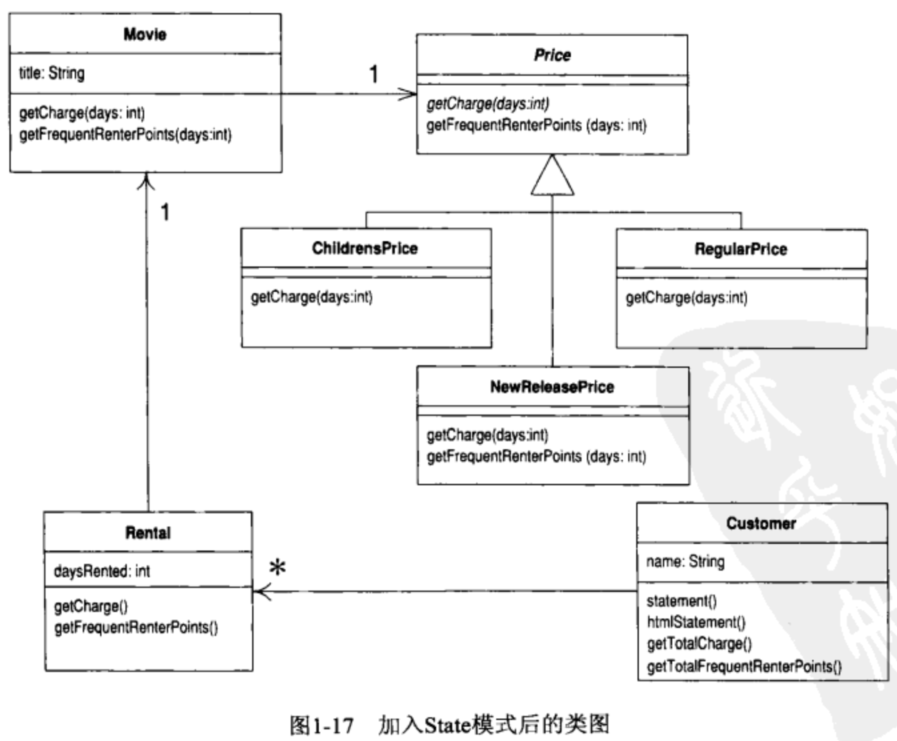 Movie
title: String
getCharge(days: int)
getFrequentRenterPoints(days:int)
1
Price
getCharge(days:int)
getFrequentRenterPoints (days: int)
1
ChildrensPrice
getCharge(days:int)
RegularPrice
getCharge(days:int)
NewReleasePrice
getCharge(days:int)
getFrequentRenterPoints (days: int)
Rental
daysRented: int
getCharge()
getFrequentRenterPoints()
*
Customer
name: String
statement()
htmlStatement()
getTotalCharge()
getTotalFrequentRenterPoints()
图1-17 加入State模式后的类图